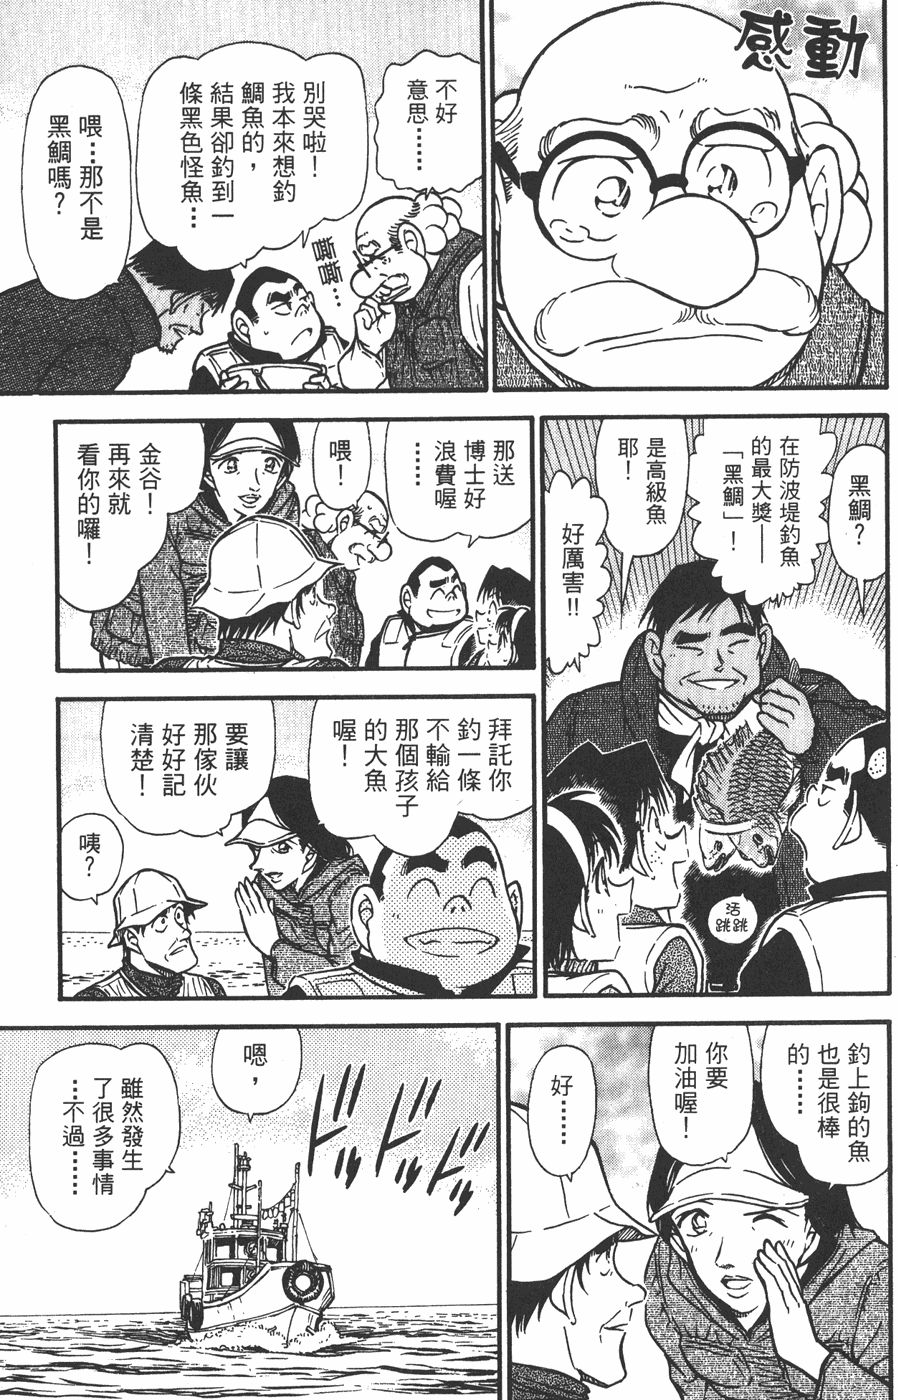 感動
不好
意思……
別哭啦！
我本來想釣
鯛魚的，
結果卻釣到一
條黑色怪魚…
嘶嘶…
喂…那不是
黑鯛嗎？
黑鯛？
在防波堤釣魚
的最大獎——
「黑鯛」！
是高級魚
耶！
好厲害!!
活
跳跳
那送
博士好
浪費喔
……
喂！
金谷！
再來就
看你的囉！
拜託你
釣一條
不輸給
那個孩子
的大魚
喔！
要讓
那傢伙
好好記
清楚！
咦？
釣上鉤的魚
也是很棒
的……
你要
加油喔！
好……
ドドド
嗯，
雖然發生
了很多事情
…不過……